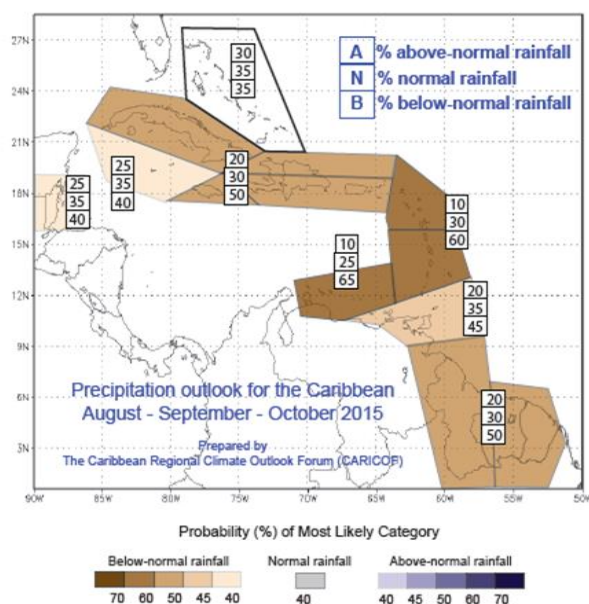 27N
24N
21N
18N
15N
12N
9N
6N
3N
A % above-normal rainfall
N % normal rainfall
B % below-normal rainfall
30
35
35
20
30
50
25
35
40
25
35
40
10
30
60
10
25
65
20
35
45
20
30
50
Precipitation outlook for the Caribbean
August - September - October 2015
Prepared by
The Caribbean Regional Climate Outlook Forum (CARICOF)
90W 85W 80W 75W 70W 65W 60W 55W 50W
Probability (%) of Most Likely Category
Below-normal rainfall Normal rainfall Above-normal rainfall
70 60 50 45 40 40 40 45 50 60 70